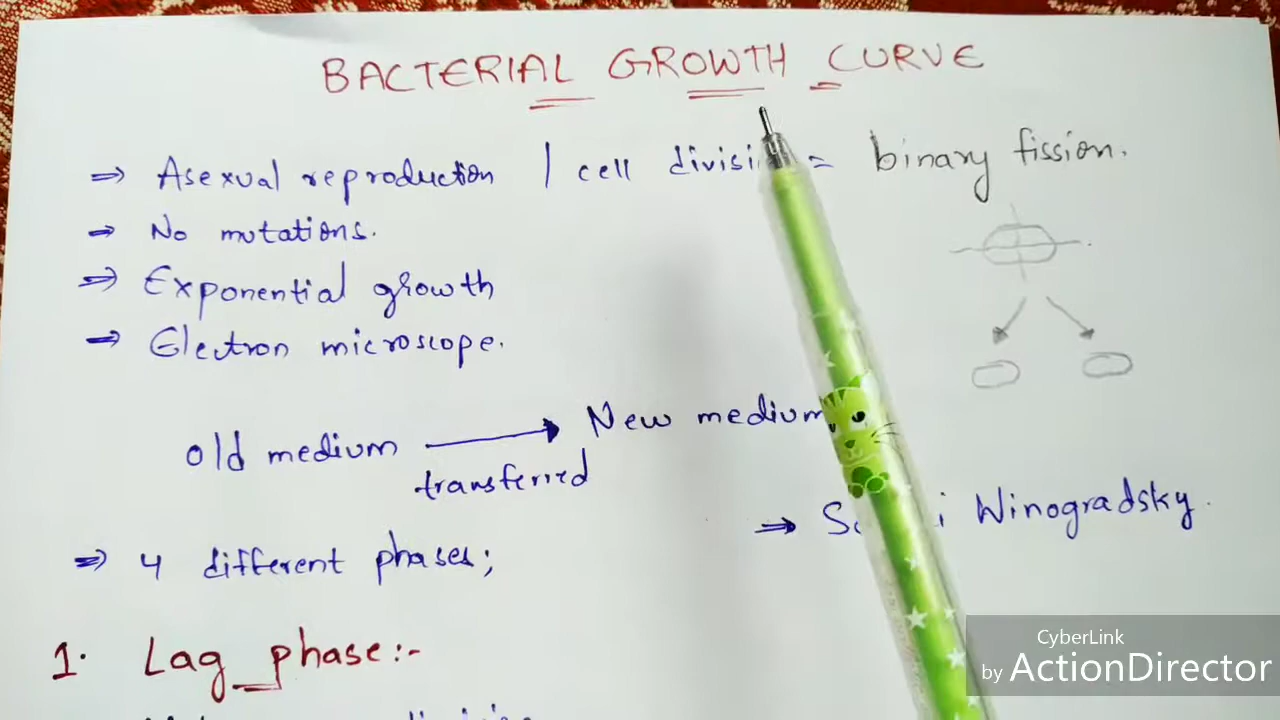 BACTERIAL GROWTH CURVE
⇒ Asexual reproduction / cell = binary fission.
⇒ No mutations.
⇒ Exponential growth
⇒ Electron microscope.
old medium → New medium
transferred
⇒ Winogradsky.
⇒ 4 different phases;
1. Lag phase:-
CyberLink
by ActionDirector